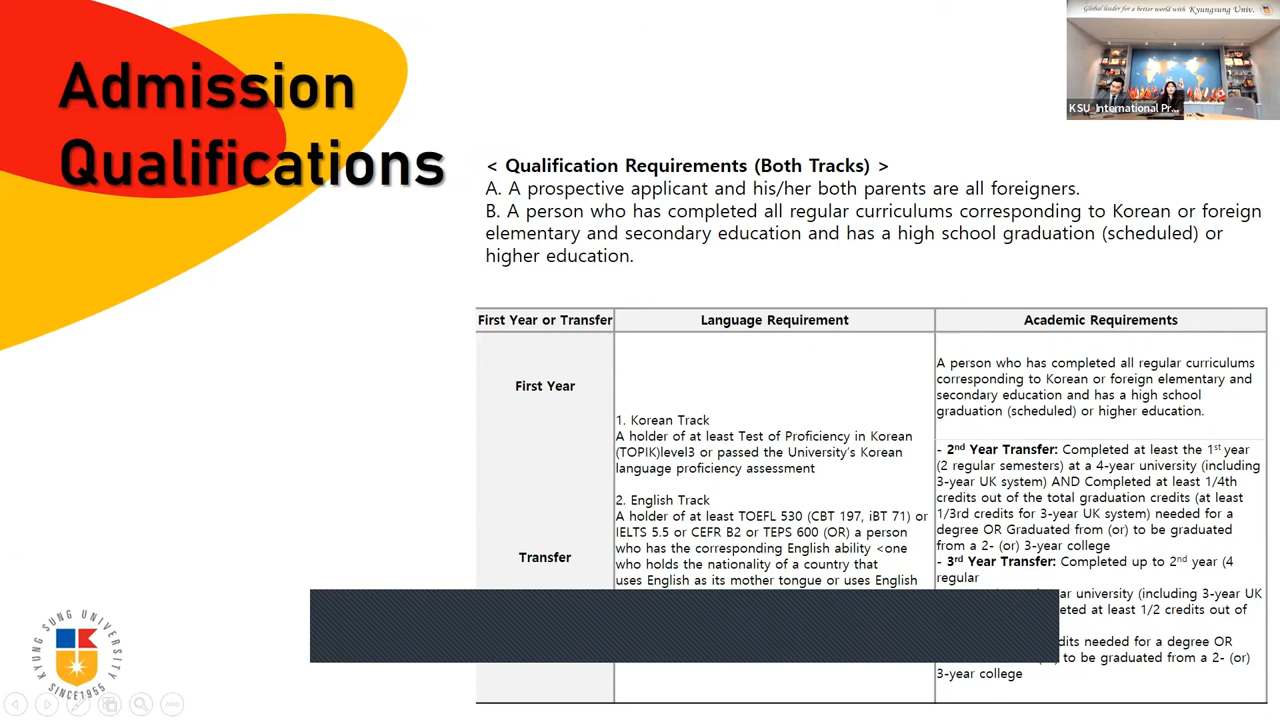 Admission
Qualifications
Global leader for a better world with Kyungsung Univ.
KSU_International Pr...
< Qualification Requirements (Both Tracks) >
A. A prospective applicant and his/her both parents are all foreigners.
B. A person who has completed all regular curriculums corresponding to Korean or foreign
elementary and secondary education and has a high school graduation (scheduled) or
higher education.
First Year or Transfer
Language Requirement
Academic Requirements
First Year
Transfer
1. Korean Track
A holder of at least Test of Proficiency in Korean
(TOPIK)level3 or passed the University's Korean
language proficiency assessment
2. English Track
A holder of at least TOEFL 530 (CBT 197, iBT 71) or
IELTS 5.5 or CEFR B2 or TEPS 600 (OR) a person
who has the corresponding English ability <one
who holds the nationality of a country that
uses English as its mother tongue or uses English
A person who has completed all regular curriculums
corresponding to Korean or foreign elementary and
secondary education and has a high school
graduation (scheduled) or higher education.
- 2nd Year Transfer: Completed at least the 1st year
(2 regular semesters) at a 4-year university (including
3-year UK system) AND Completed at least 1/4th
credits out of the total graduation credits (at least
1/3rd credits for 3-year UK system) needed for a
degree OR Graduated from (or) to be graduated
from a 2- (or) 3-year college
- 3rd Year Transfer: Completed up to 2nd year (4
regular
university (including 3-year UK
at least 1/2 credits out of
needed for a degree OR
to be graduated from a 2- (or)
3-year college
KYUNG SUNG UNIVERSITY
SINCE1955